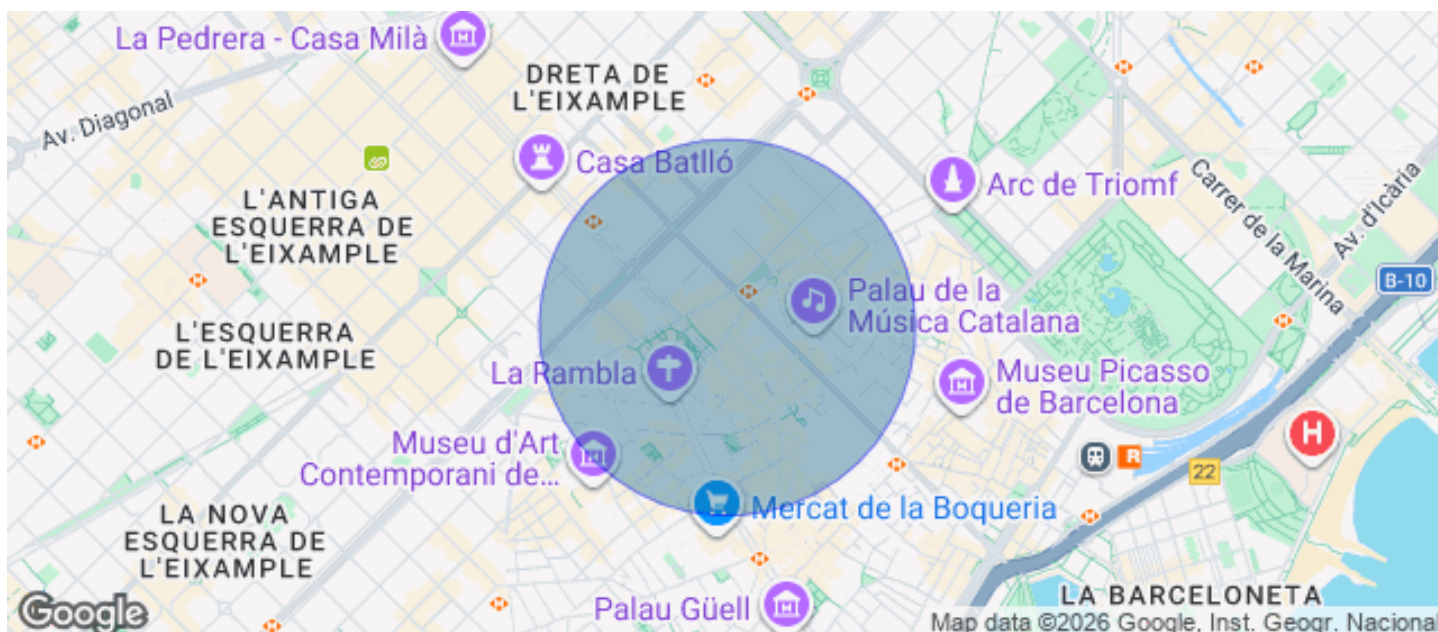 La Pedrera - Casa Milà
DRETA DE
L'EIXAMPLE
Av. Diagonal
Casa Batlló
Arc de Triomf
Carrer de la Marina
Av. d'Icària
B-10
L'ANTIGA
ESQUERRA DE
L'EIXAMPLE
Palau de la
Música Catalana
L'ESQUERRA
DE L'EIXAMPLE
La Rambla
Museu Picasso
de Barcelona
H
Museu d'Art
Contemporani de...
R
22
Mercat de la Boqueria
LA NOVA
ESQUERRA DE
L'EIXAMPLE
Palau Güell
LA BARCELONETA
Google
Map data ©2026 Google, Inst. Geogr. Nacional